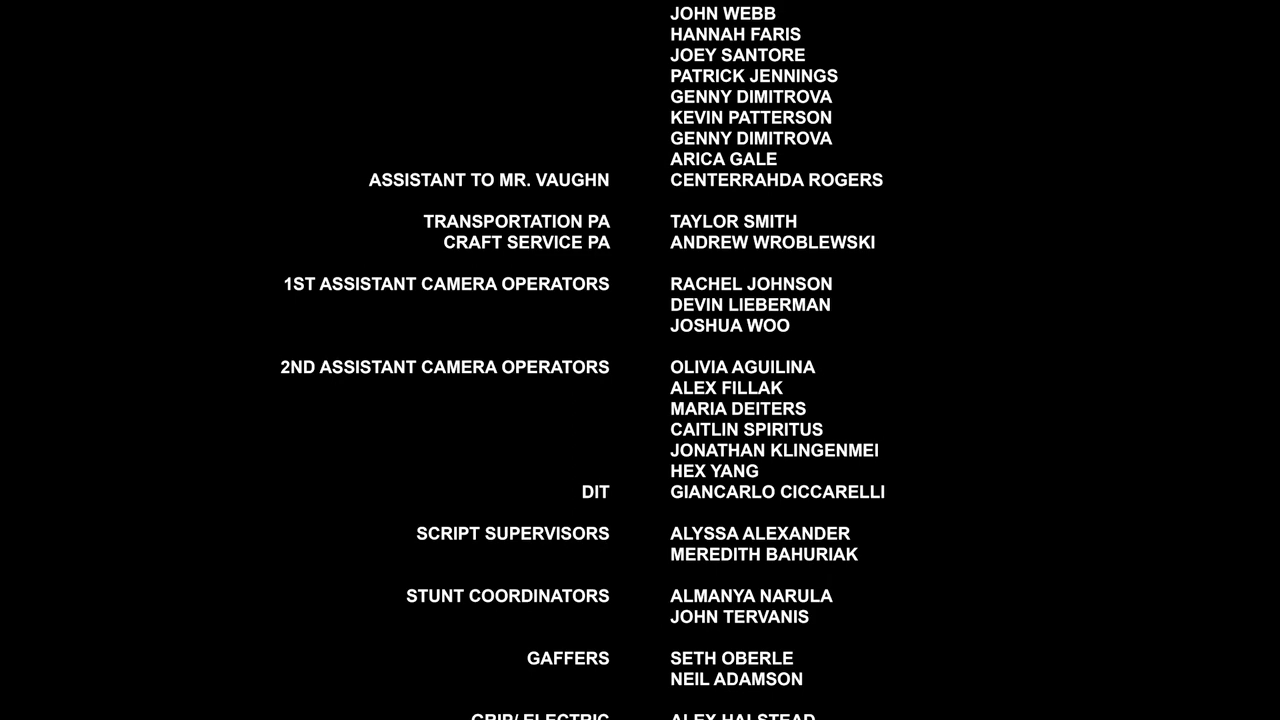 JOHN WEBB
HANNAH FARIS
JOEY SANTORE
PATRICK JENNINGS
GENNY DIMITROVA
KEVIN PATTERSON
GENNY DIMITROVA
ARICA GALE
ASSISTANT TO MR. VAUGHN CENTERRAHDA ROGERS
TRANSPORTATION PA TAYLOR SMITH
CRAFT SERVICE PA ANDREW WROBLEWSKI
1ST ASSISTANT CAMERA OPERATORS RACHEL JOHNSON
DEVIN LIEBERMAN
JOSHUA WOO
2ND ASSISTANT CAMERA OPERATORS OLIVIA AGUILINA
ALEX FILLAK
MARIA DEITERS
CAITLIN SPIRITUS
JONATHAN KLINGENMEI
HEX YANG
DIT GIANCARLO CICCARELLI
SCRIPT SUPERVISORS ALYSSA ALEXANDER
MEREDITH BAHURIAK
STUNT COORDINATORS ALMANYA NARULA
JOHN TERVANIS
GAFFERS SETH OBERLE
NEIL ADAMSON
GRIP/ ELECTRIC ALEX HALSTEAD